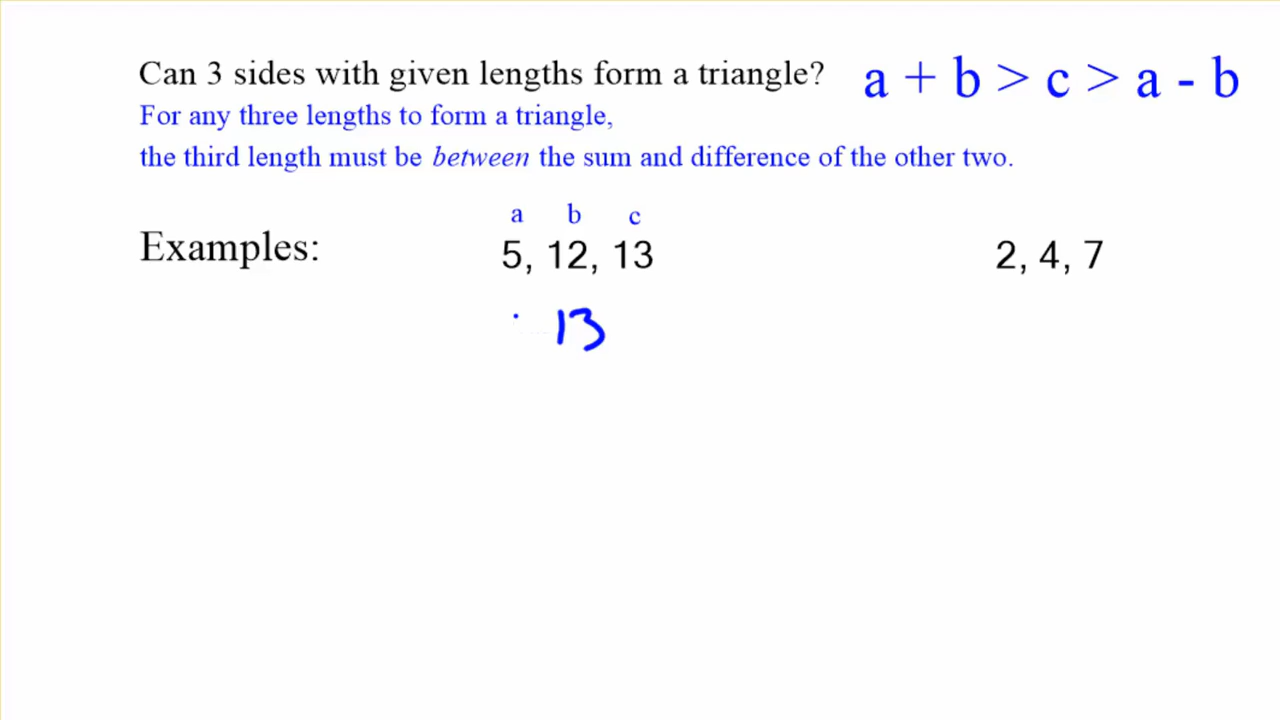 Can 3 sides with given lengths form a triangle? a + b > c > a - b
For any three lengths to form a triangle,
the third length must be between the sum and difference of the other two.
a b c
Examples: 5, 12, 13 2, 4, 7
13